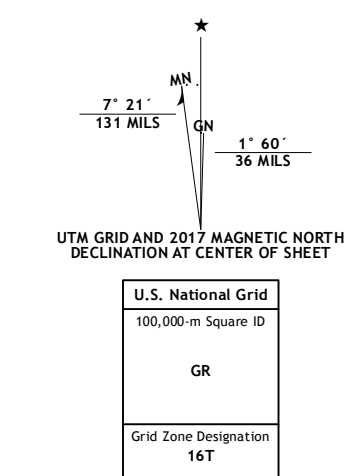 ★
MN
7° 21´
131 MILS
GN
1° 60´
36 MILS
UTM GRID AND 2017 MAGNETIC NORTH
DECLINATION AT CENTER OF SHEET
U.S. National Grid
100,000-m Square ID
GR
Grid Zone Designation
16T